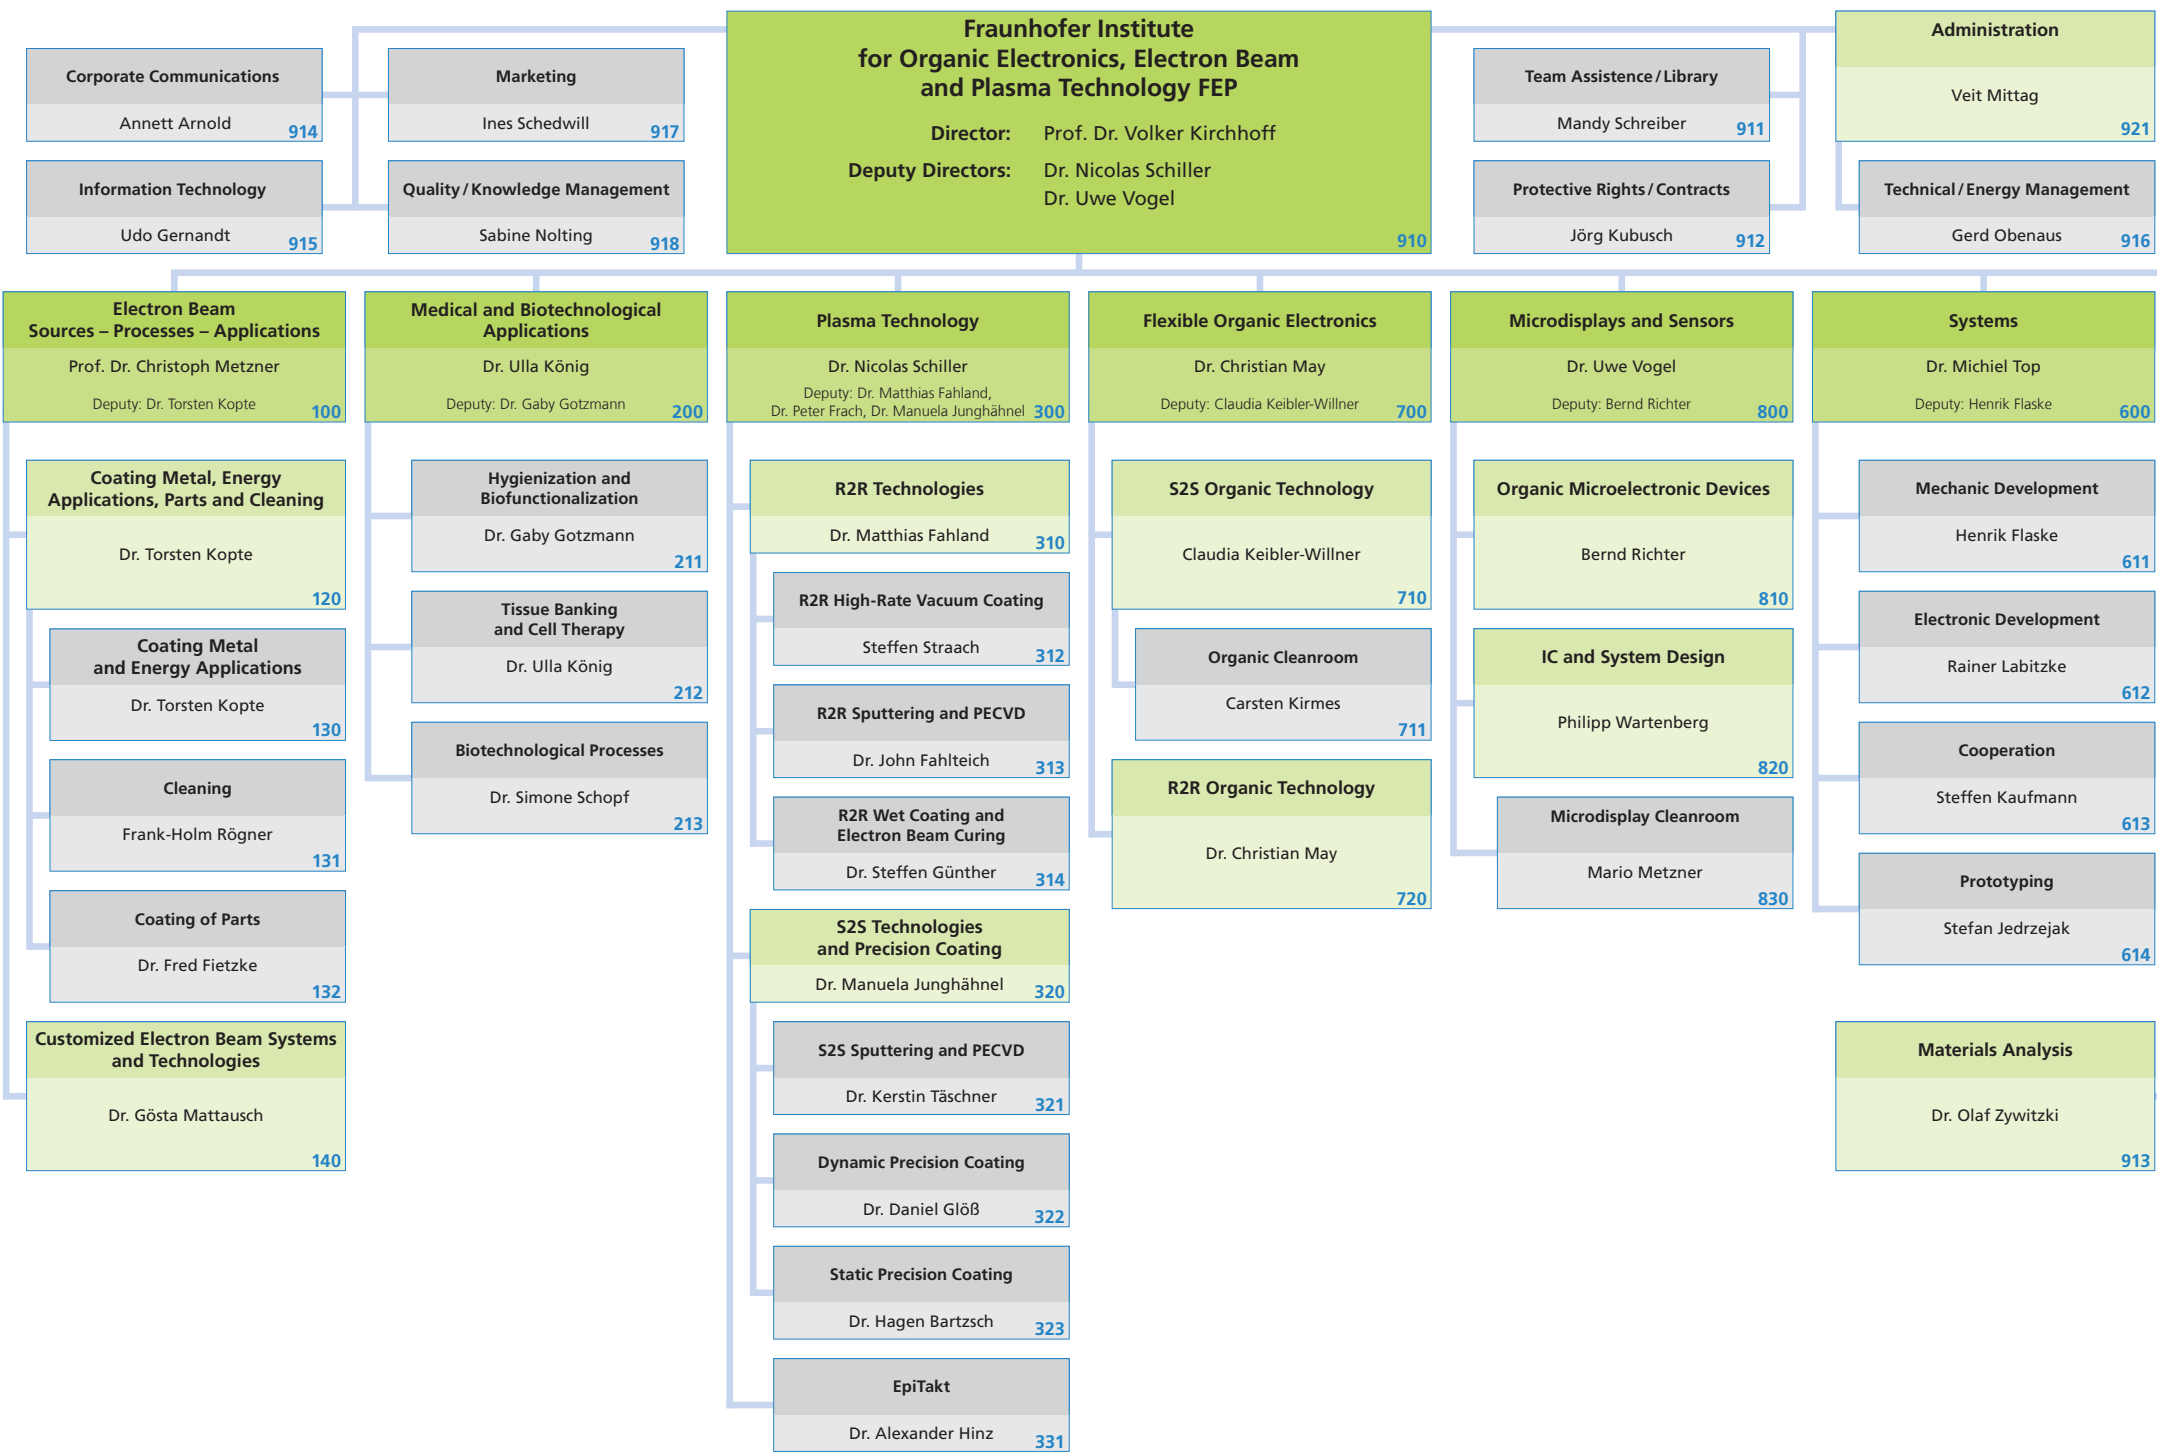 Fraunhofer Institute
for Organic Electronics, Electron Beam
and Plasma Technology FEP
Director: Prof. Dr. Volker Kirchhoff
Deputy Directors: Dr. Nicolas Schiller
Dr. Uwe Vogel
910
Corporate Communications
Annett Arnold
914
Marketing
Ines Schedwill
917
Information Technology
Udo Gernandt
915
Quality / Knowledge Management
Sabine Nolting
918
Team Assistence / Library
Mandy Schreiber
911
Protective Rights / Contracts
Jörg Kubusch
912
Administration
Veit Mittag
921
Technical / Energy Management
Gerd Obenaus
916
Electron Beam
Sources – Processes – Applications
Prof. Dr. Christoph Metzner
Deputy: Dr. Torsten Kopte
100
Coating Metal, Energy
Applications, Parts and Cleaning
Dr. Torsten Kopte
120
Coating Metal
and Energy Applications
Dr. Torsten Kopte
130
Cleaning
Frank-Holm Rögner
131
Coating of Parts
Dr. Fred Fietzke
132
Customized Electron Beam Systems
and Technologies
Dr. Gösta Mattausch
140
Medical and Biotechnological
Applications
Dr. Ulla König
Deputy: Dr. Gaby Gotzmann
200
Hygienization and
Biofunctionalization
Dr. Gaby Gotzmann
211
Tissue Banking
and Cell Therapy
Dr. Ulla König
212
Biotechnological Processes
Dr. Simone Schopf
213
Plasma Technology
Dr. Nicolas Schiller
Deputy: Dr. Matthias Fahland,
Dr. Peter Frach, Dr. Manuela Junghähnel
300
R2R Technologies
Dr. Matthias Fahland
310
R2R High-Rate Vacuum Coating
Steffen Straach
312
R2R Sputtering and PECVD
Dr. John Fahlteich
313
R2R Wet Coating and
Electron Beam Curing
Dr. Steffen Günther
314
S2S Technologies
and Precision Coating
Dr. Manuela Junghähnel
320
S2S Sputtering and PECVD
Dr. Kerstin Täschner
321
Dynamic Precision Coating
Dr. Daniel Glöß
322
Static Precision Coating
Dr. Hagen Bartzsch
323
EpiTakt
Dr. Alexander Hinz
331
Flexible Organic Electronics
Dr. Christian May
Deputy: Claudia Keibler-Willner
700
S2S Organic Technology
Claudia Keibler-Willner
710
Organic Cleanroom
Carsten Kirmes
711
R2R Organic Technology
Dr. Christian May
720
Microdisplays and Sensors
Dr. Uwe Vogel
Deputy: Bernd Richter
800
Organic Microelectronic Devices
Bernd Richter
810
IC and System Design
Philipp Wartenberg
820
Microdisplay Cleanroom
Mario Metzner
830
Systems
Dr. Michiel Top
Deputy: Henrik Flaske
600
Mechanic Development
Henrik Flaske
611
Electronic Development
Rainer Labitzke
612
Cooperation
Steffen Kaufmann
613
Prototyping
Stefan Jedrzejak
614
Materials Analysis
Dr. Olaf Zywitzki
913